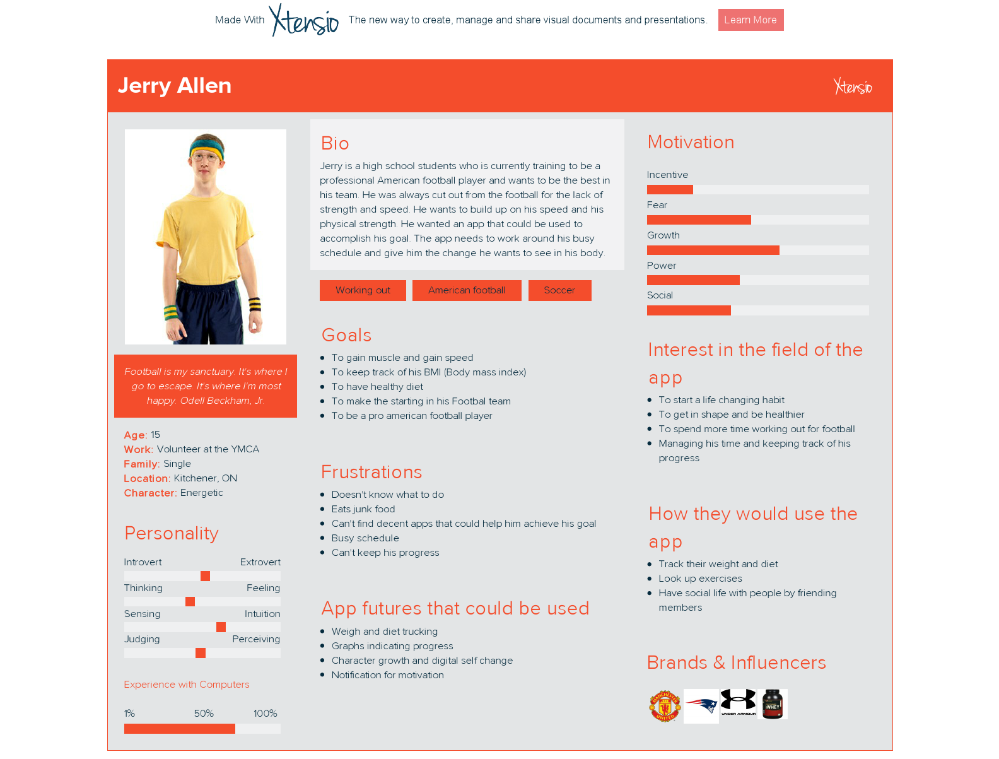 Made With Xtensio The new way to create, manage and share visual documents and presentations. Learn More
Jerry Allen
Xtensio
Football is my sanctuary. It's where I
go to escape. It's where I'm most
happy. Odell Beckham, Jr.
Age: 15
Work: Volunteer at the YMCA
Family: Single
Location: Kitchener, ON
Character: Energetic
Personality
Introvert Extrovert
Thinking Feeling
Sensing Intuition
Judging Perceiving
Experience with Computers
1% 50% 100%
Bio
Jerry is a high school students who is currently training to be a
professional American football player and wants to be the best in
his team. He was always cut out from the football for the lack of
strength and speed. He wants to build up on his speed and his
physical strength. He wanted an app that could be used to
accomplish his goal. The app needs to work around his busy
schedule and give him the change he wants to see in his body.
Working out American football Soccer
Goals
To gain muscle and gain speed
To keep track of his BMI (Body mass index)
To have healthy diet
To make the starting in his Footbal team
To be a pro american football player
Frustrations
Doesn't know what to do
Eats junk food
Can't find decent apps that could help him achieve his goal
Busy schedule
Can't keep his progress
App futures that could be used
Weigh and diet trucking
Graphs indicating progress
Character growth and digital self change
Notification for motivation
Motivation
Incentive
Fear
Growth
Power
Social
Interest in the field of the
app
To start a life changing habit
To get in shape and be healthier
To spend more time working out for football
Managing his time and keeping track of his
progress
How they would use the
app
Track their weight and diet
Look up exercises
Have social life with people by friending
members
Brands & Influencers
MANCHESTER
UNITED
UNDER ARMOUR
WHEY